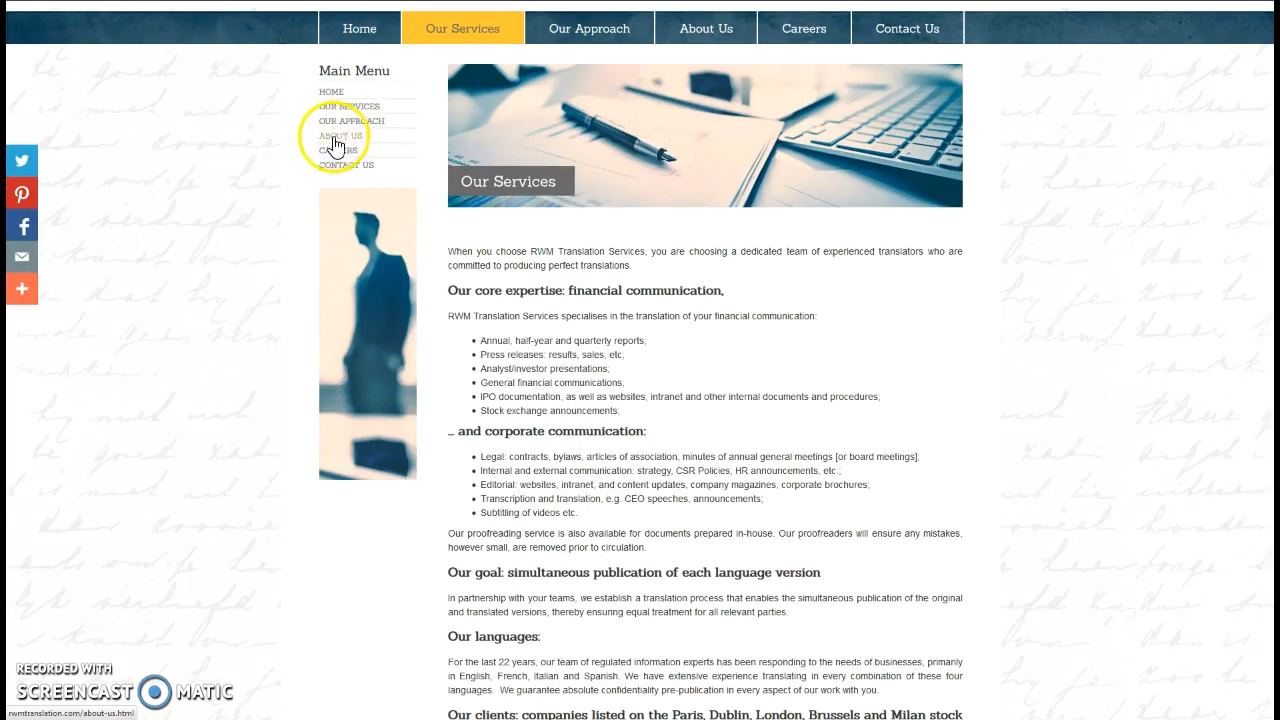 Home
Our Services
Our Approach
About Us
Careers
Contact Us
Main Menu
HOME
OUR SERVICES
OUR APPROACH
ABOUT US
CONTACT US
Our Services
When you choose RWM Translation Services, you are choosing a dedicated team of experienced translators who are
committed to producing perfect translations.
Our core expertise: financial communication,
RWM Translation Services specialises in the translation of your financial communication:
Annual, half-year and quarterly reports;
Press releases: results, sales, etc;
Analyst/investor presentations;
General financial communications,
IPO documentation, as well as websites, intranet and other internal documents and procedures;
Stock exchange announcements;
... and corporate communication:
Legal: contracts, bylaws, articles of association, minutes of annual general meetings [or board meetings];
Internal and external communication: strategy, CSR Policies, HR announcements, etc.;
Editorial: websites, intranet, and content updates, company magazines, corporate brochures;
Transcription and translation, e.g. CEO speeches, announcements;
Subtitling of videos etc.
Our proofreading service is also available for documents prepared in-house. Our proofreaders will ensure any mistakes,
however small, are removed prior to circulation.
Our goal: simultaneous publication of each language version
In partnership with your teams, we establish a translation process that enables the simultaneous publication of the original
and translated versions, thereby ensuring equal treatment for all relevant parties.
Our languages:
For the last 22 years, our team of regulated information experts has been responding to the needs of businesses, primarily
in English, French, Italian and Spanish. We have extensive experience translating in every combination of these four
languages. We guarantee absolute confidentiality pre-publication in every aspect of our work with you.
Our clients: companies listed on the Paris, Dublin, London, Brussels and Milan stock
RECORDED WITH
SCREENCAST MATIC
rwmtranslation.com/about-us.html